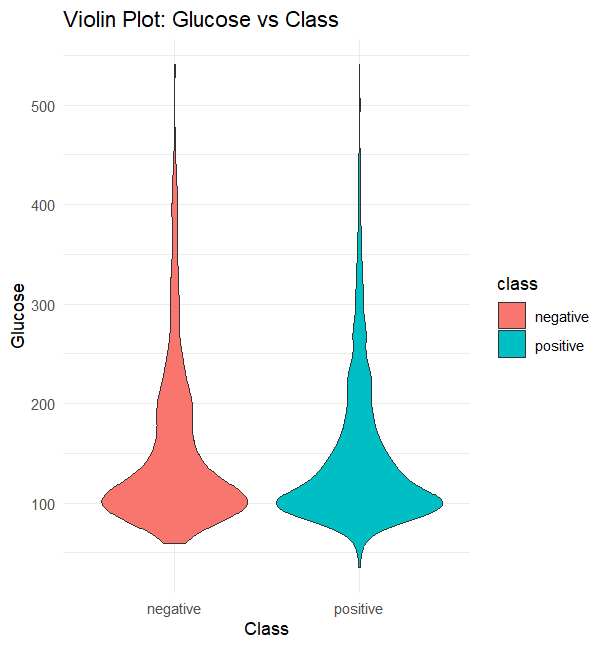 Violin Plot: Glucose vs Class
500
400
300
200
100
Glucose
negative
positive
Class
class
negative
positive